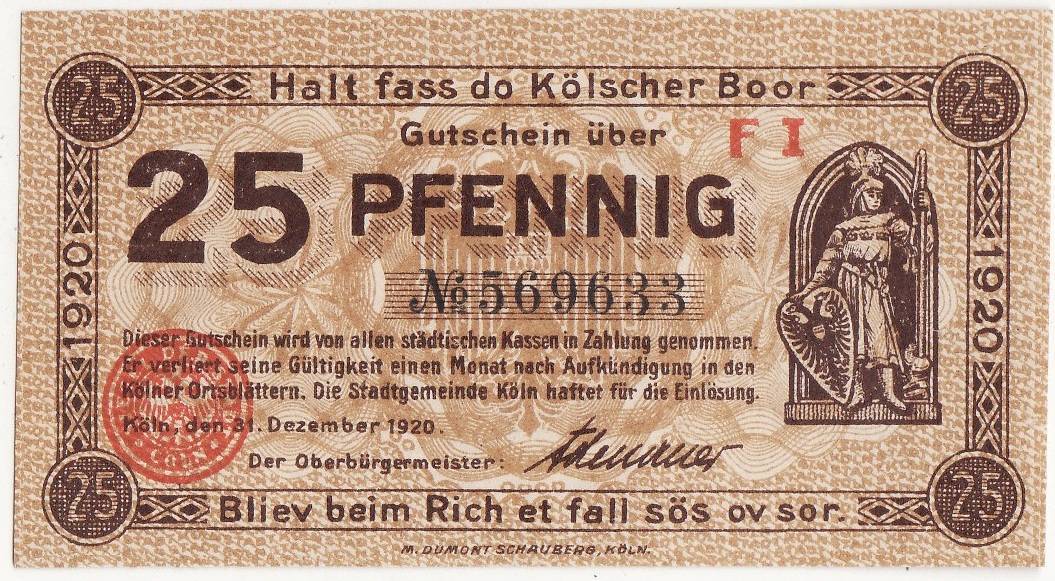 25 Halt fass do Kölscher Boor 25
Gutschein über
F I
25 PFENNIG
№ 569633
1920
1920
Dieser Gutschein wird von allen städtischen Kassen in Zahlung genommen.
Er verliert seine Gültigkeit einen Monat nach Aufkündigung in den
Kölner Ortsblättern. Die Stadtgemeinde Köln haftet für die Einlösung.
Köln, den 31. Dezember 1920.
Der Oberbürgermeister: Adenauer
25 Bliev beim Rich et fall sös ov sor. 25
M. DUMONT SCHAUBERG, KÖLN.